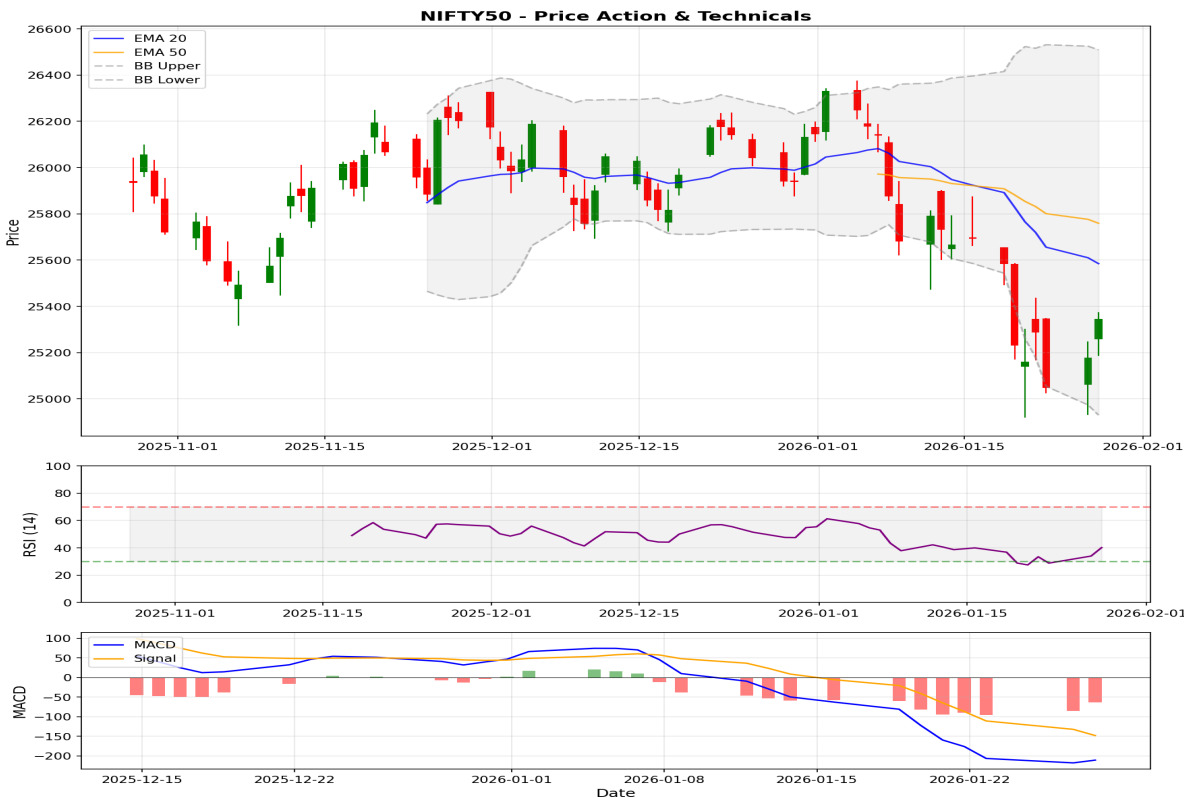 NIFTY50 - Price Action & Technicals
EMA 20
EMA 50
BB Upper
BB Lower
Price
26600
26400
26200
26000
25800
25600
25400
25200
25000
2025-11-01 2025-11-15 2025-12-01 2025-12-15 2026-01-01 2026-01-15 2026-02-01
RSI (14)
100
80
60
40
20
0
2025-11-01 2025-11-15 2025-12-01 2025-12-15 2026-01-01 2026-01-15 2026-02-01
MACD
Signal
MACD
100
50
0
−50
−100
−150
−200
2025-12-15 2025-12-22 2026-01-01 2026-01-08 2026-01-15 2026-01-22
Date